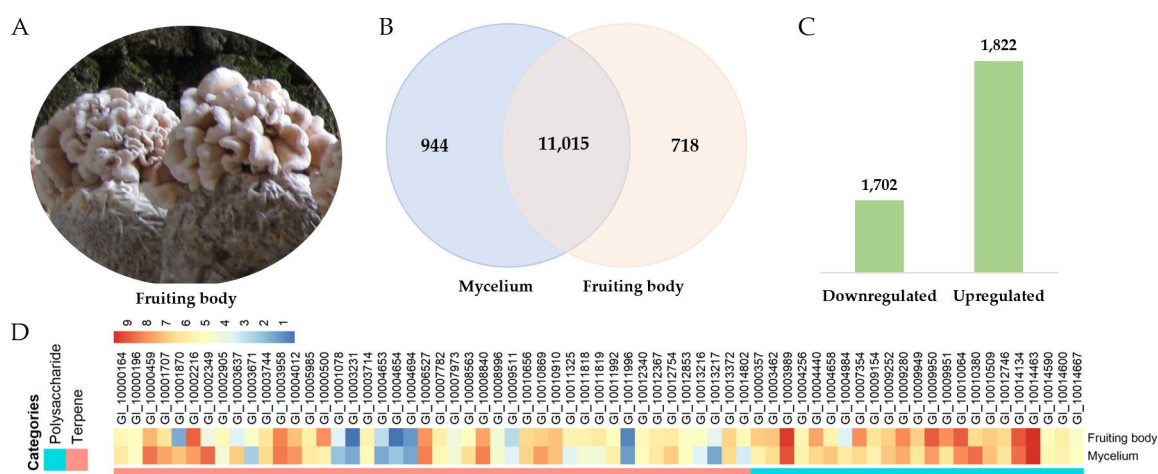 A
Fruiting body
B
944
11,015
718
Mycelium
Fruiting body
C
1,702
1,822
Downregulated
Upregulated
D
Categories
Polysaccharide
Terpene
9
8
7
6
5
4
3
2
1
GI_10000164
GI_10000196
GI_10000459
GI_10001707
GI_10001870
GI_10002216
GI_10002349
GI_10002905
GI_10003637
GI_10003671
GI_10003744
GI_10003958
GI_10004012
GI_10005985
GI_10000500
GI_10001078
GI_10003231
GI_10003714
GI_10004653
GI_10004654
GI_10004694
GI_10006527
GI_10007782
GI_10007973
GI_10008563
GI_10008840
GI_10008996
GI_10009511
GI_10010656
GI_10010869
GI_10010910
GI_10011325
GI_10011818
GI_10011819
GI_10011992
GI_10011996
GI_10012340
GI_10012367
GI_10012754
GI_10012853
GI_10013216
GI_10013217
GI_10013372
GI_10014802
GI_10000357
GI_10003462
GI_10003989
GI_10004256
GI_10004440
GI_10004658
GI_10004984
GI_10007354
GI_10009154
GI_10009252
GI_10009280
GI_10009949
GI_10009950
GI_10009951
GI_10010064
GI_10010380
GI_10010509
GI_10012746
GI_10014134
GI_10014463
GI_10014590
GI_10014600
GI_10014667
Fruiting body
Mycelium